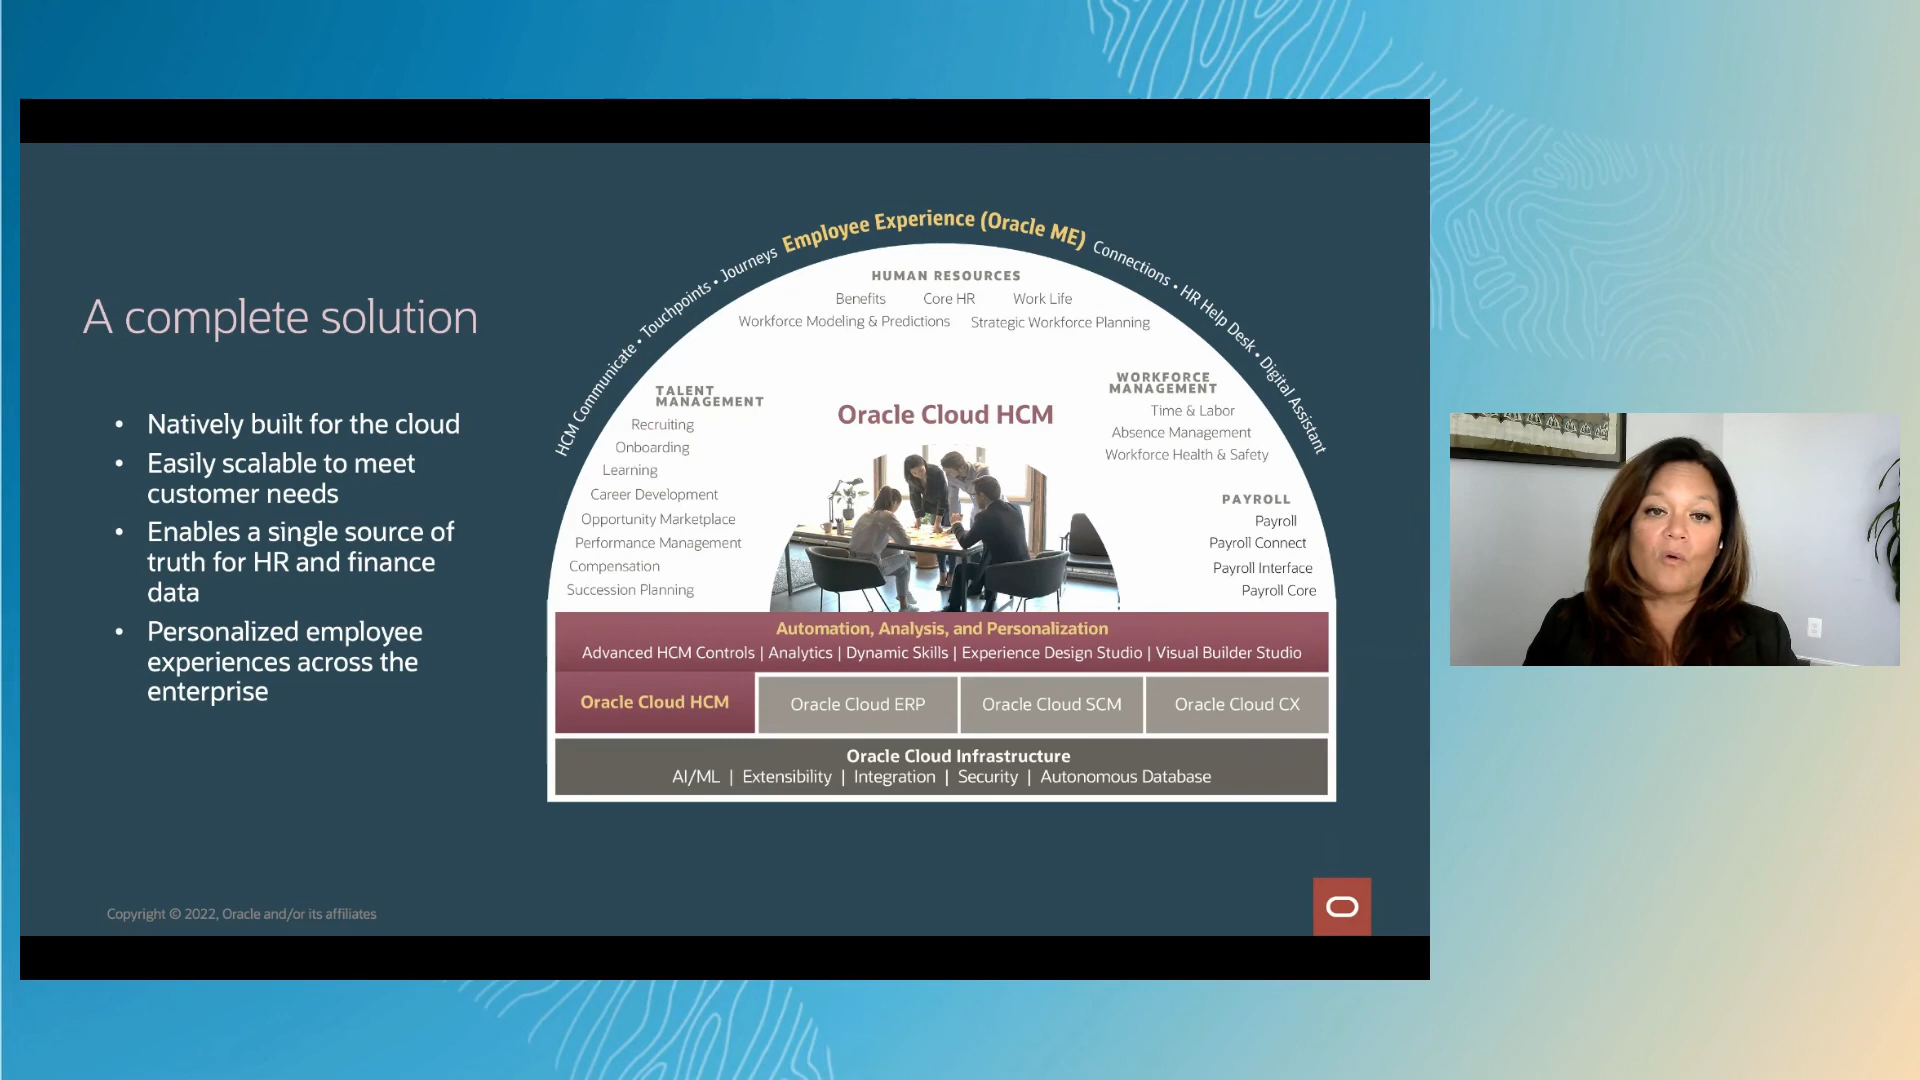 A complete solution
• Natively built for the cloud
• Easily scalable to meet
customer needs
• Enables a single source of
truth for HR and finance
data
• Personalized employee
experiences across the
enterprise
HCM Communicate • Touchpoints • Journeys Employee Experience (Oracle ME) Connections • HR Help Desk • Digital Assistant
HUMAN RESOURCES
Benefits Core HR Work Life
Workforce Modeling & Predictions Strategic Workforce Planning
TALENT
MANAGEMENT
Recruiting
Onboarding
Learning
Career Development
Opportunity Marketplace
Performance Management
Compensation
Succession Planning
Oracle Cloud HCM
WORKFORCE
MANAGEMENT
Time & Labor
Absence Management
Workforce Health & Safety
PAYROLL
Payroll
Payroll Connect
Payroll Interface
Payroll Core
Automation, Analysis, and Personalization
Advanced HCM Controls | Analytics | Dynamic Skills | Experience Design Studio | Visual Builder Studio
Oracle Cloud HCM Oracle Cloud ERP Oracle Cloud SCM Oracle Cloud CX
Oracle Cloud Infrastructure
AI/ML | Extensibility | Integration | Security | Autonomous Database
Copyright © 2022, Oracle and/or its affiliates